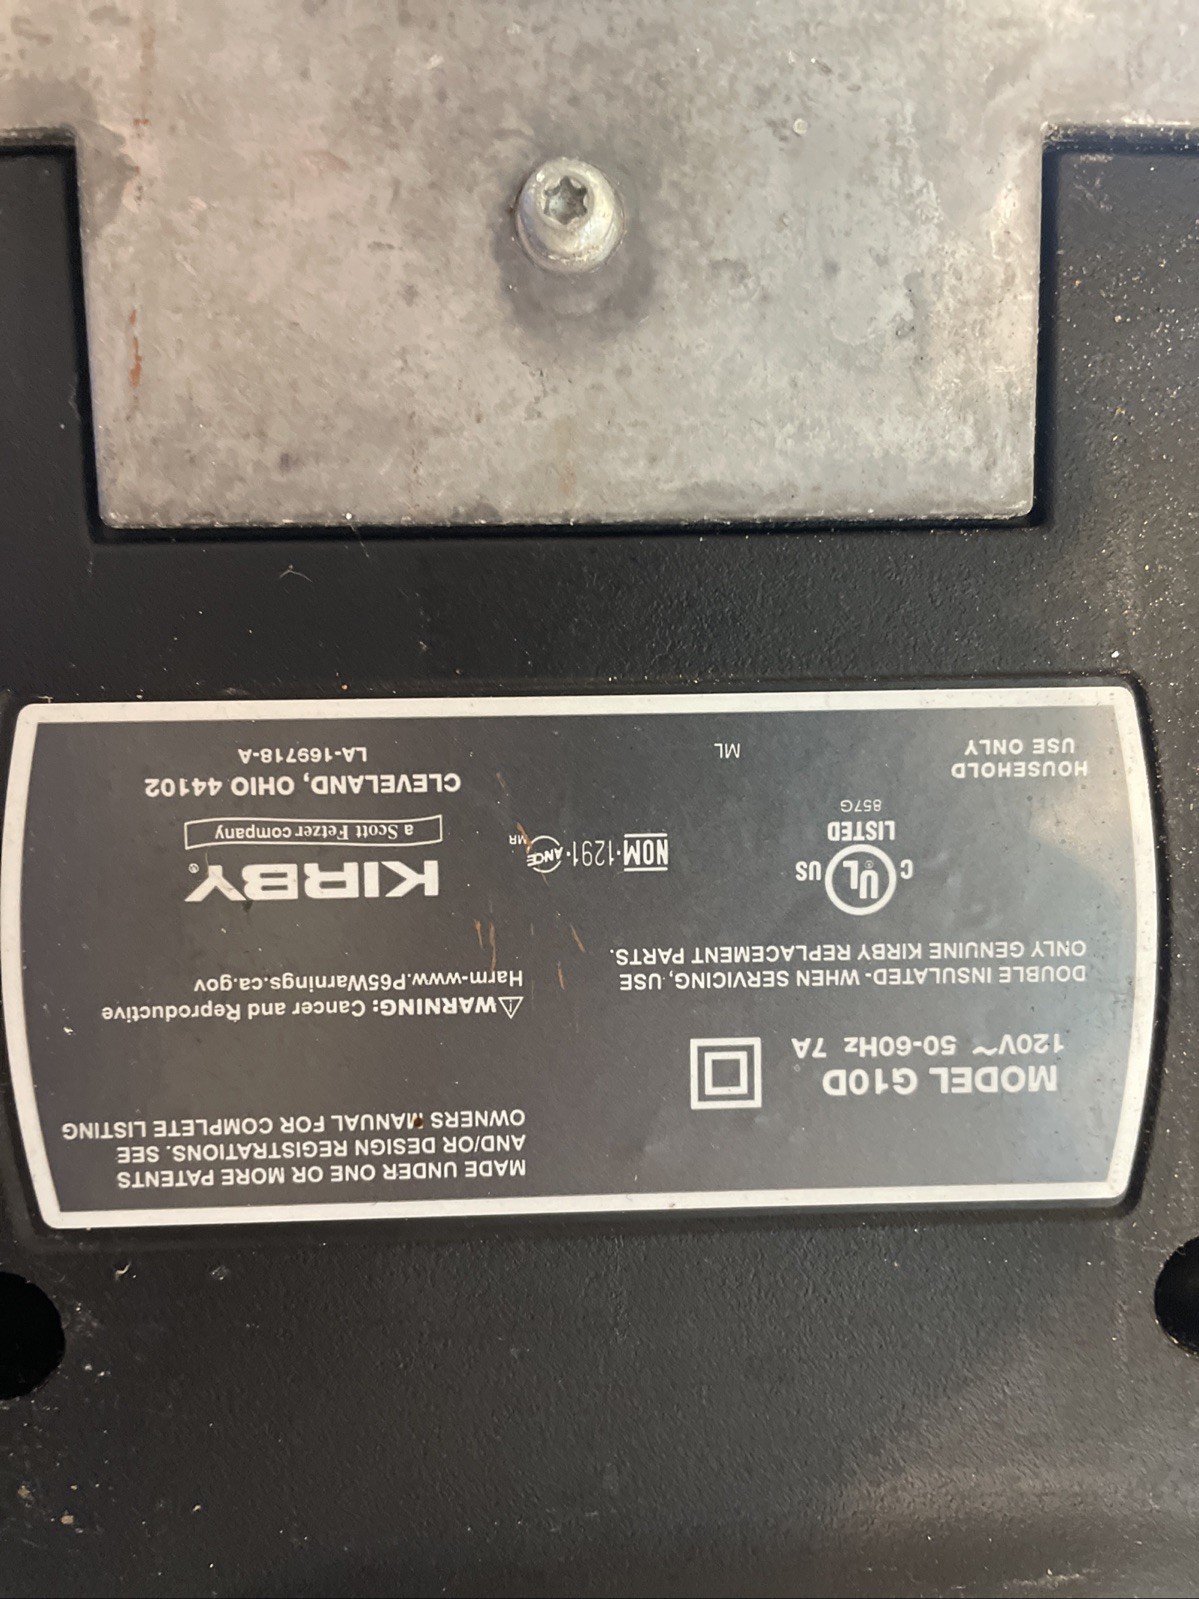 MADE UNDER ONE OR MORE PATENTS
AND/OR DESIGN REGISTRATIONS. SEE
OWNERS MANUAL FOR COMPLETE LISTING
MODEL G10D
120V~ 50-60Hz 7A
⚠WARNING: Cancer and Reproductive
Harm-www.P65Warnings.ca.gov
DOUBLE INSULATED- WHEN SERVICING, USE
ONLY GENUINE KIRBY REPLACEMENT PARTS.
C UL® US
LISTED
857G
NOM·1291·ANCE MR
KIRBY®
a Scott Fetzer company
CLEVELAND, OHIO 44102
LA-169718-A
HOUSEHOLD
USE ONLY
ML